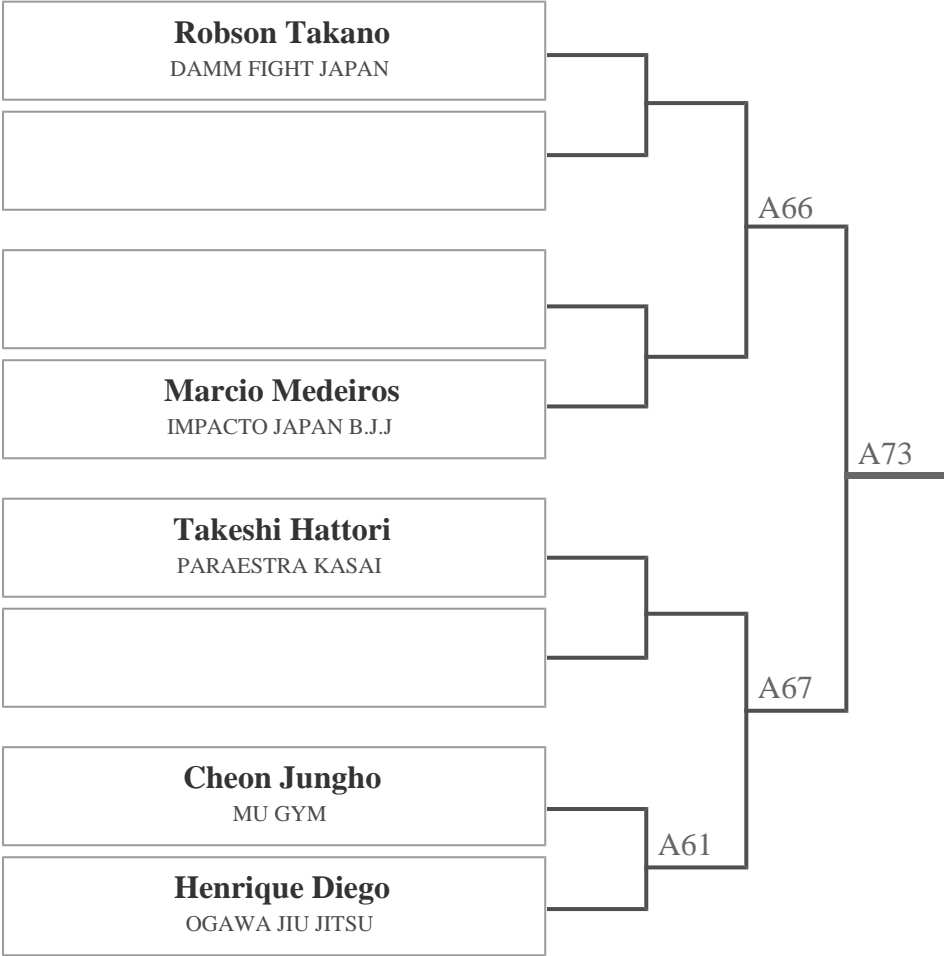 Robson Takano
DAMM FIGHT JAPAN
A66
Marcio Medeiros
IMPACTO JAPAN B.J.J
A73
Takeshi Hattori
PARAESTRA KASAI
A67
Cheon Jungho
MU GYM
A61
Henrique Diego
OGAWA JIU JITSU